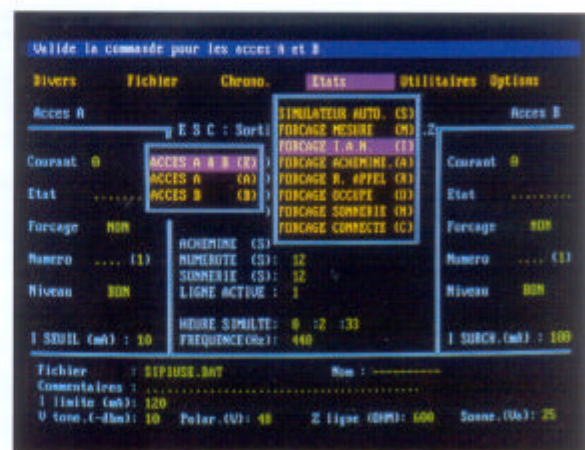 Valide la commande pour les acces A et B
Divers Fichier Chrono. Etats Utilitaires Options
Acces A
Acces B
E S C : Sorti
SIMULATEUR AUTO. (S)
FORCAGE MESURE (M)
FORCAGE I.A.N. (I)
FORCAGE ACHEMINE.(A)
FORCAGE R. APPEL (R)
FORCAGE OCCUPE (O)
FORCAGE SONNERIE (N)
FORCAGE CONNECTE (C)
ACCES A & B (K)
ACCES A (A)
ACCES B (B)
Courant 0
Etat ........
Forcage NON
Numero .... (1)
Niveau BON
I SEUIL (mA) : 10
ACHEMINE (S)
NUMEROTE (S): 12
SONNERIE (S): 12
LIGNE ACTIVE : 1
HEURE SIMULTE: 0 :2 :33
FREQUENCE(Hz): 440
Courant 0
Etat ..........
Forcage NON
Numero .... (1)
Niveau BON
I SURCH.(mA) : 100
Fichier : SIPIUSE.DAT Nom : ----------
Commentaires : ........................................
I limite (mA): 120
V tone.(-dbm): 10 Polar.(V): 48 Z ligne (OHM): 600 Sonne.(Va): 25